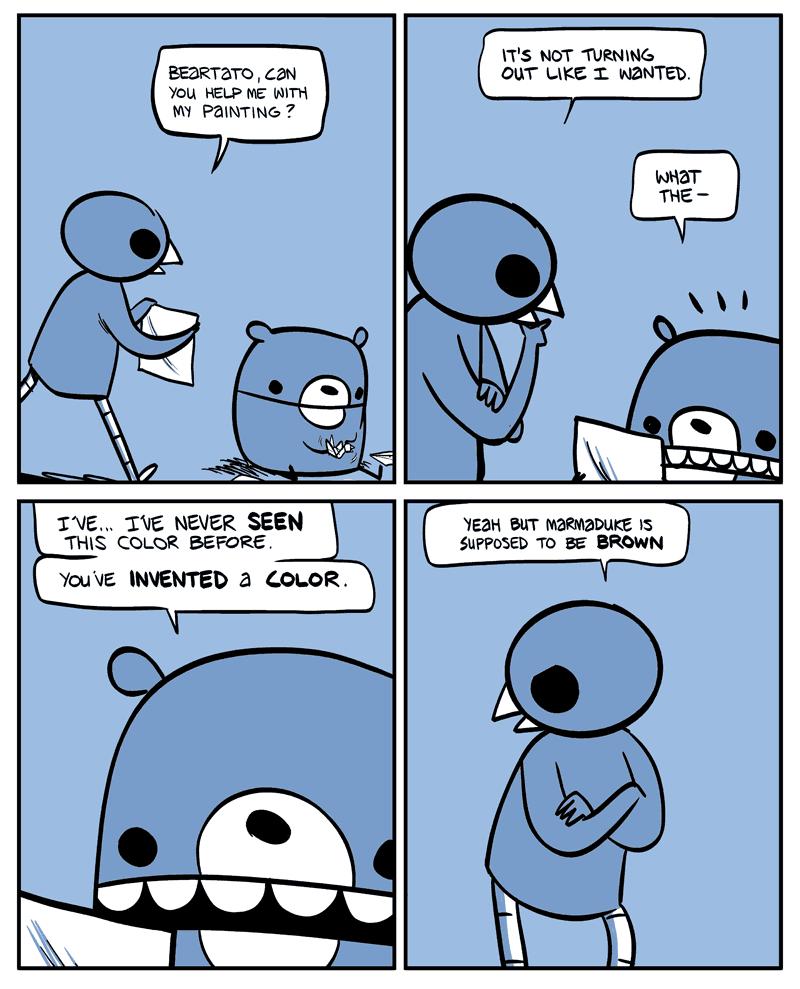 BEARTATO, CAN
YOU HELP ME WITH
MY PAINTING?
IT'S NOT TURNING
OUT LIKE I WANTED.
WHAT
THE–
I'VE... I'VE NEVER SEEN
THIS COLOR BEFORE.
YOU'VE INVENTED a COLOR.
YEAH BUT MARMADUKE IS
SUPPOSED TO BE BROWN